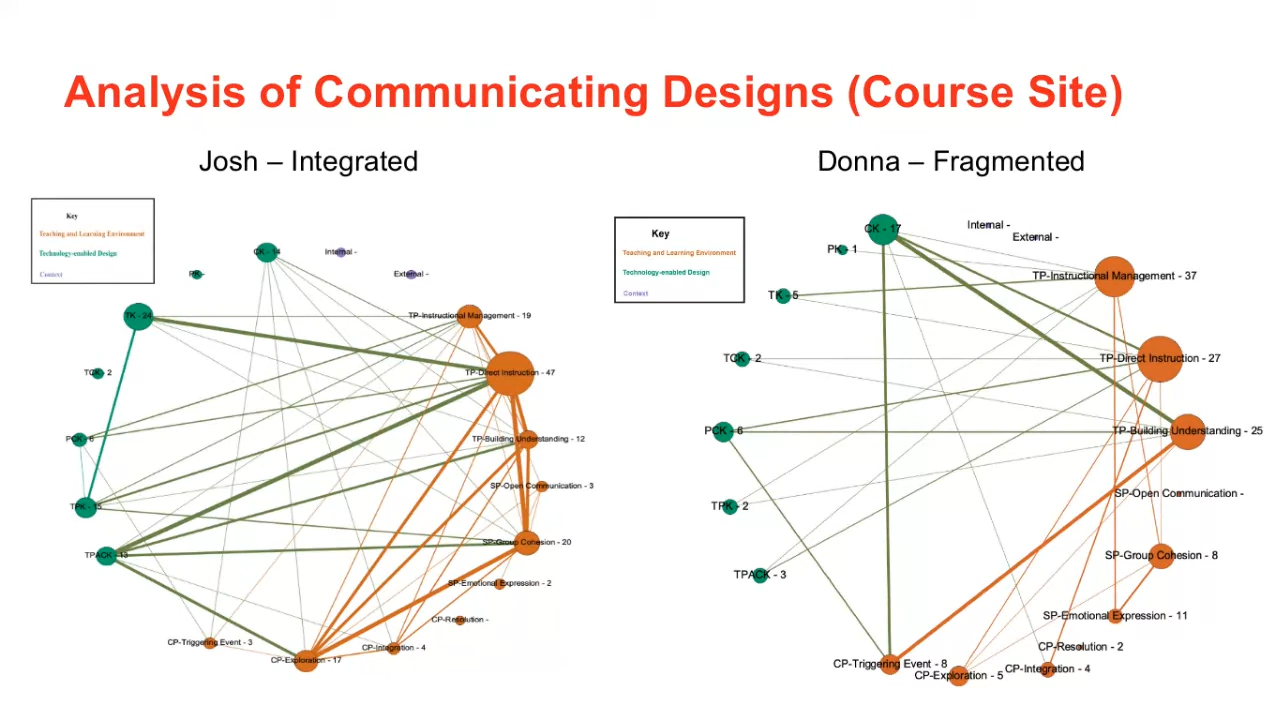 Analysis of Communicating Designs (Course Site)
Josh – Integrated
Key
Teaching and Learning Environment
Technology-enabled Design
Context
CK - 14
Internal -
PK -
External -
TK - 24
TP-Instructional Management - 19
TCK - 2
TP-Direct Instruction - 47
PCK - 6
TP-Building Understanding - 12
SP-Open Communication - 3
TPK - 15
SP-Group Cohesion - 20
TPACK - 13
SP-Emotional Expression - 2
CP-Resolution -
CP-Triggering Event - 3
CP-Integration - 4
CP-Exploration - 17
Donna – Fragmented
Key
Teaching and Learning Environment
Technology-enabled Design
Context
CK - 17
Internal -
External -
PK - 1
TP-Instructional Management - 37
TK - 5
TCK - 2
TP-Direct Instruction - 27
PCK - 6
TP-Building Understanding - 25
SP-Open Communication -
TPK - 2
SP-Group Cohesion - 8
TPACK - 3
SP-Emotional Expression - 11
CP-Resolution - 2
CP-Triggering Event - 8
CP-Integration - 4
CP-Exploration - 5